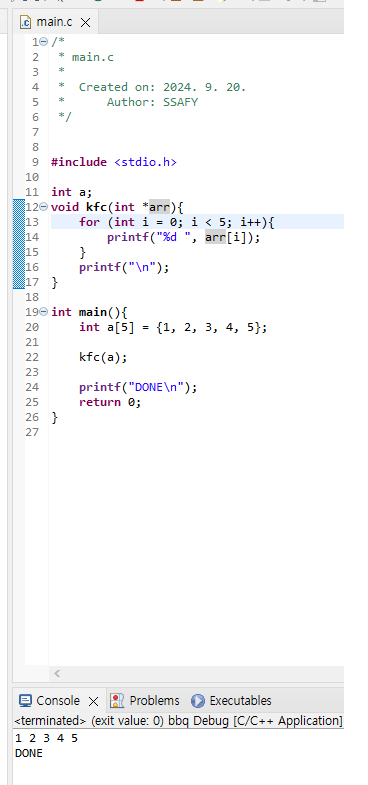 main.c
1 /*
2  * main.c
3  *
4  *  Created on: 2024. 9. 20.
5  *      Author: SSAFY
6  */
7
8
9 #include <stdio.h>
10
11 int a;
12 void kfc(int *arr){
13     for (int i = 0; i < 5; i++){
14         printf("%d ", arr[i]);
15     }
16     printf("\n");
17 }
18
19 int main(){
20     int a[5] = {1, 2, 3, 4, 5};
21
22     kfc(a);
23
24     printf("DONE\n");
25     return 0;
26 }
27
Console Problems Executables
<terminated> (exit value: 0) bbq Debug [C/C++ Application]
1 2 3 4 5
DONE